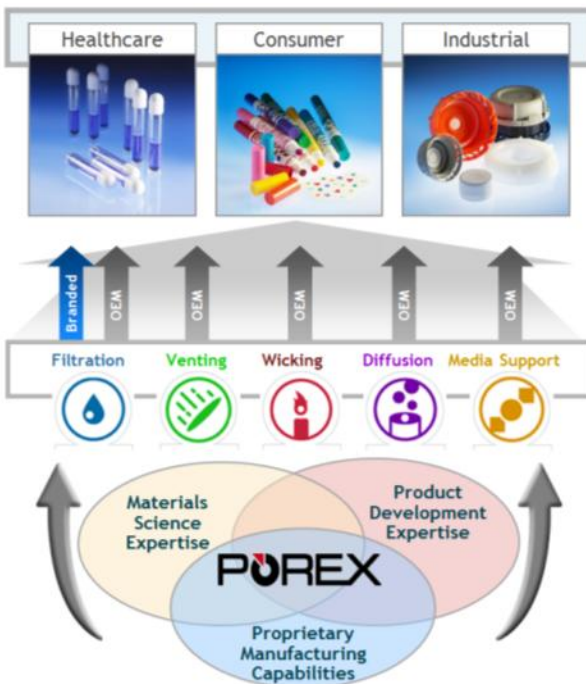 Healthcare
Consumer
Industrial
Branded
OEM
OEM
OEM
OEM
OEM
Filtration
Venting
Wicking
Diffusion
Media Support
Materials
Science
Expertise
Product
Development
Expertise
POREX
Proprietary
Manufacturing
Capabilities